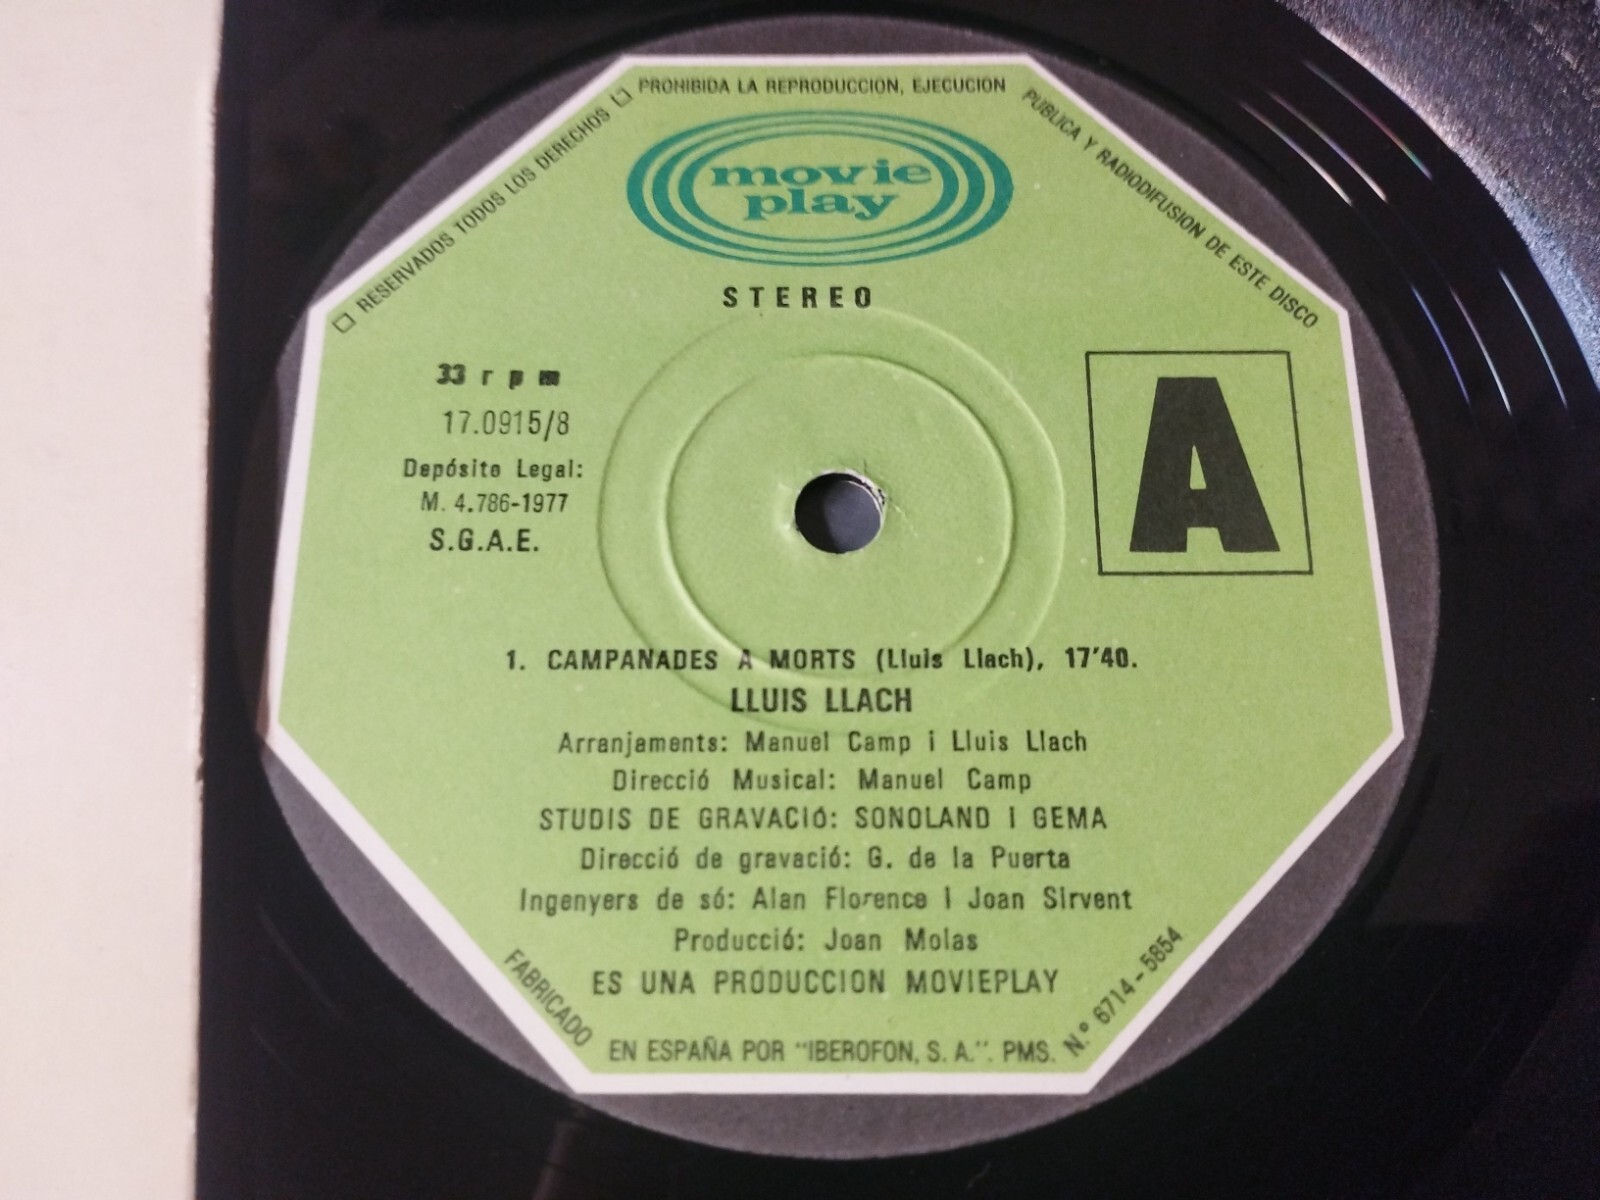 □ RESERVADOS TODOS LOS DERECHOS □ PROHIBIDA LA REPRODUCCION, EJECUCION PUBLICA Y RADIODIFUSION DE ESTE DISCO
movie
play
STEREO
33 rpm
17.0915/8
Depósito Legal:
M. 4.786-1977
S.G.A.E.
A
1. CAMPANADES A MORTS (Lluis Llach), 17'40.
LLUIS LLACH
Arranjaments: Manuel Camp i Lluis Llach
Direcció Musical: Manuel Camp
STUDIS DE GRAVACIÓ: SONOLAND I GEMA
Direcció de gravació: G. de la Puerta
Ingenyers de só: Alan Florence i Joan Sirvent
Producció: Joan Molas
ES UNA PRODUCCION MOVIEPLAY
FABRICADO EN ESPAÑA POR "IBEROFON, S. A.". PMS. N.º 6714-5854